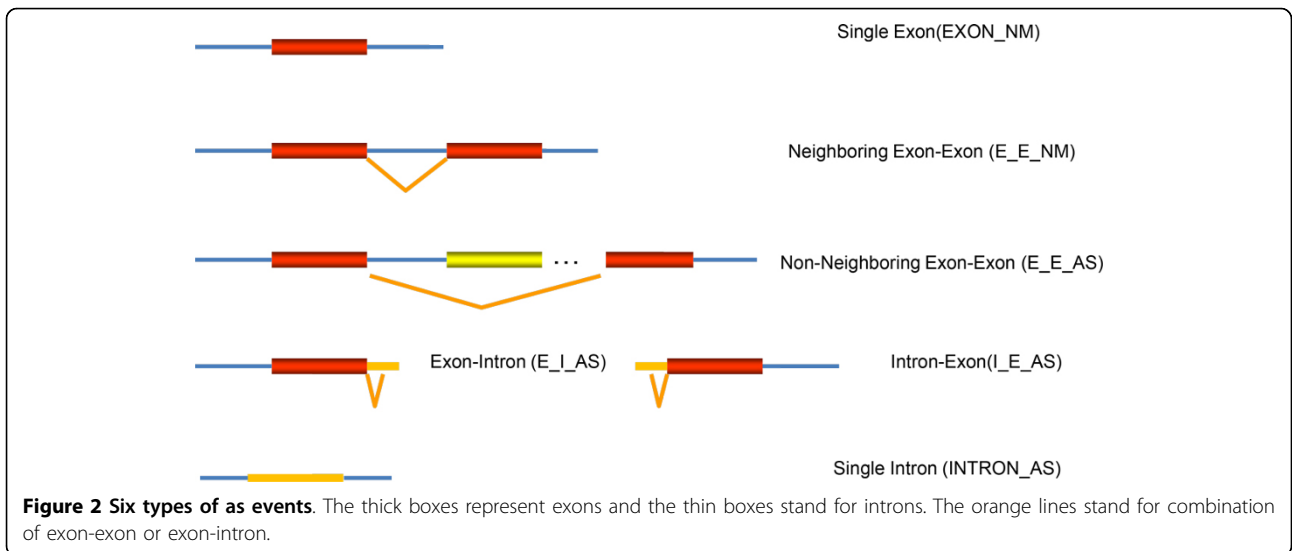 Single Exon(EXON_NM)
Neighboring Exon-Exon (E_E_NM)
...
Non-Neighboring Exon-Exon (E_E_AS)
Exon-Intron (E_I_AS)
Intron-Exon(I_E_AS)
Single Intron (INTRON_AS)
Figure 2 Six types of as events. The thick boxes represent exons and the thin boxes stand for introns. The orange lines stand for combination
of exon-exon or exon-intron.